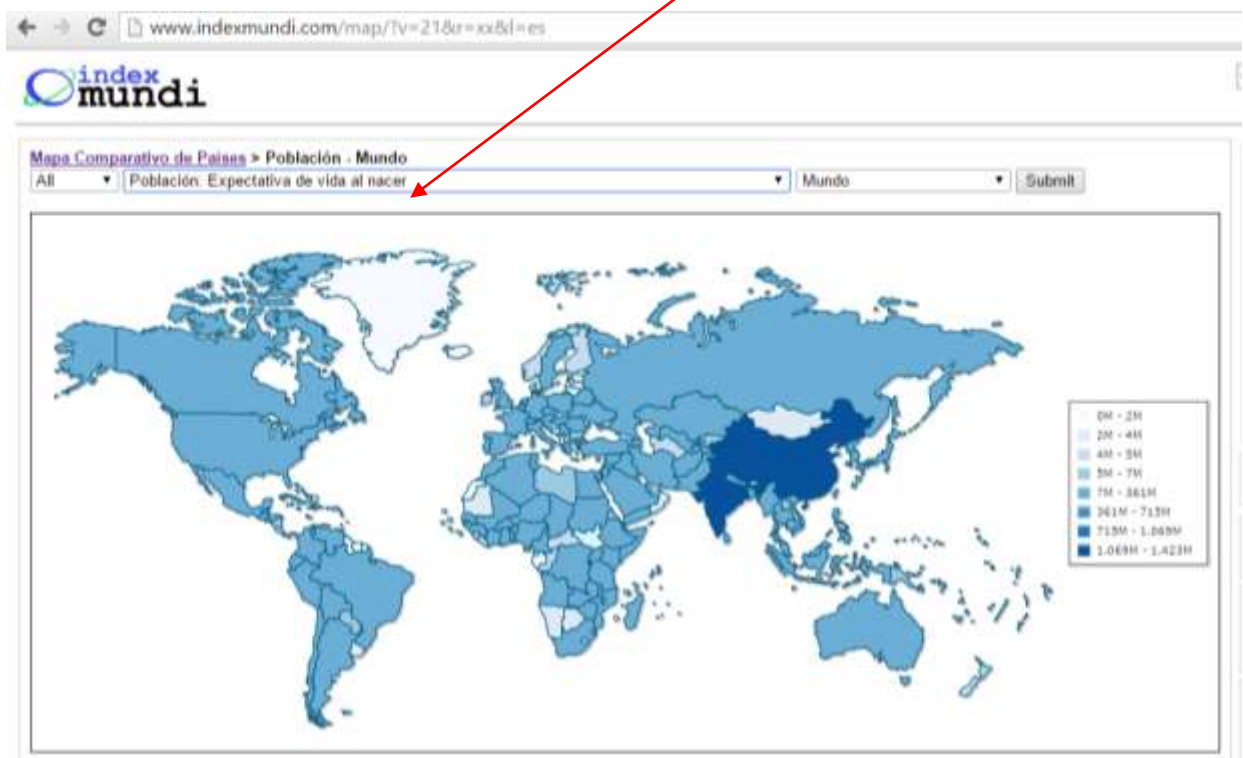 www.indexmundi.com/map/?v=21&r=xx&l=es
index
mundi
Mapa Comparativo de Países > Población - Mundo
All Población: Expectativa de vida al nacer Mundo Submit
0M - 2M
2M - 4M
4M - 5M
5M - 7M
7M - 361M
361M - 715M
715M - 1.069M
1.069M - 1.423M